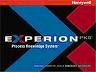 Honeywell
EXPERION PKS
Process Knowledge System